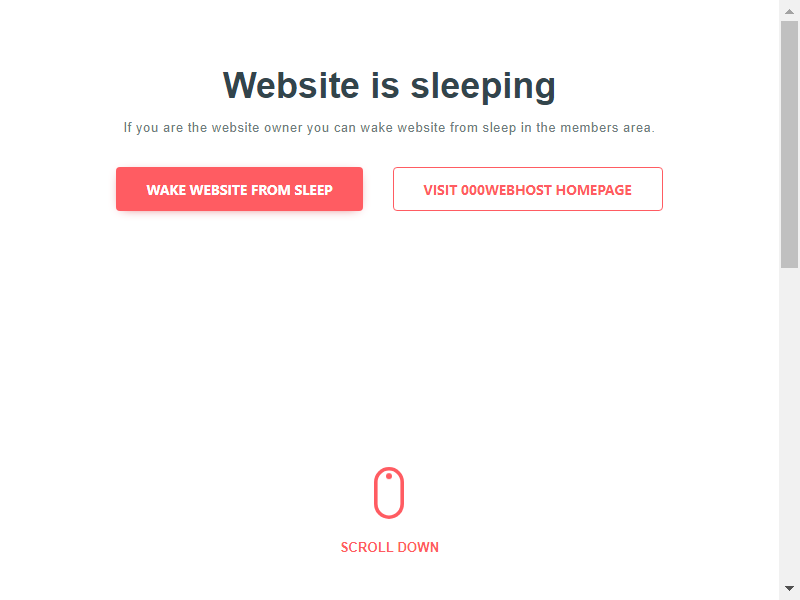 Website is sleeping
If you are the website owner you can wake website from sleep in the members area.
WAKE WEBSITE FROM SLEEP
VISIT 000WEBHOST HOMEPAGE
SCROLL DOWN